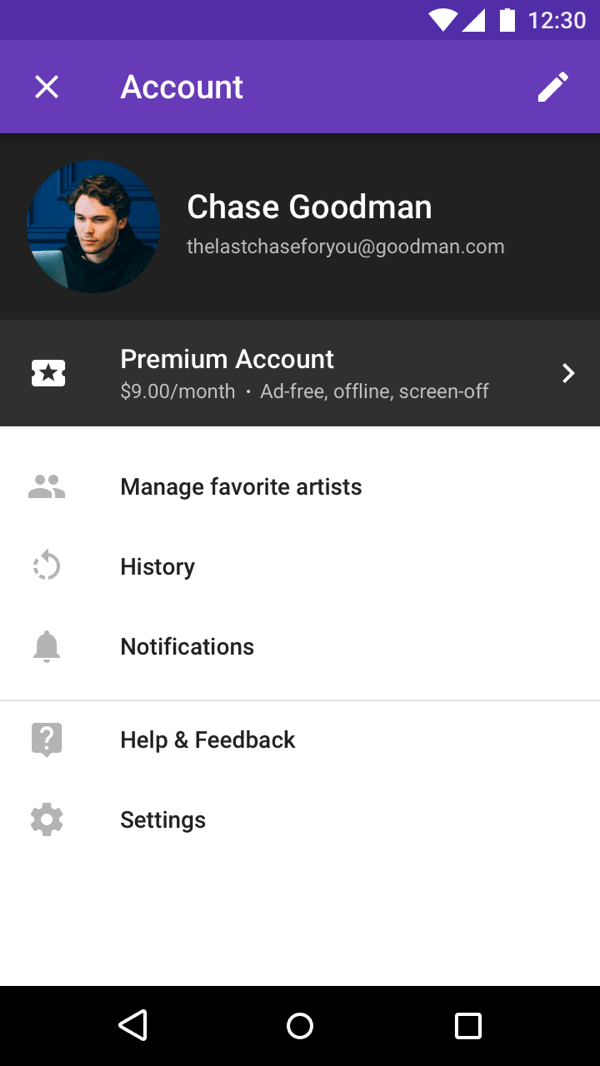 12:30
Account
Chase Goodman
thelastchaseforyou@goodman.com
Premium Account
$9.00/month · Ad-free, offline, screen-off
Manage favorite artists
History
Notifications
Help & Feedback
Settings